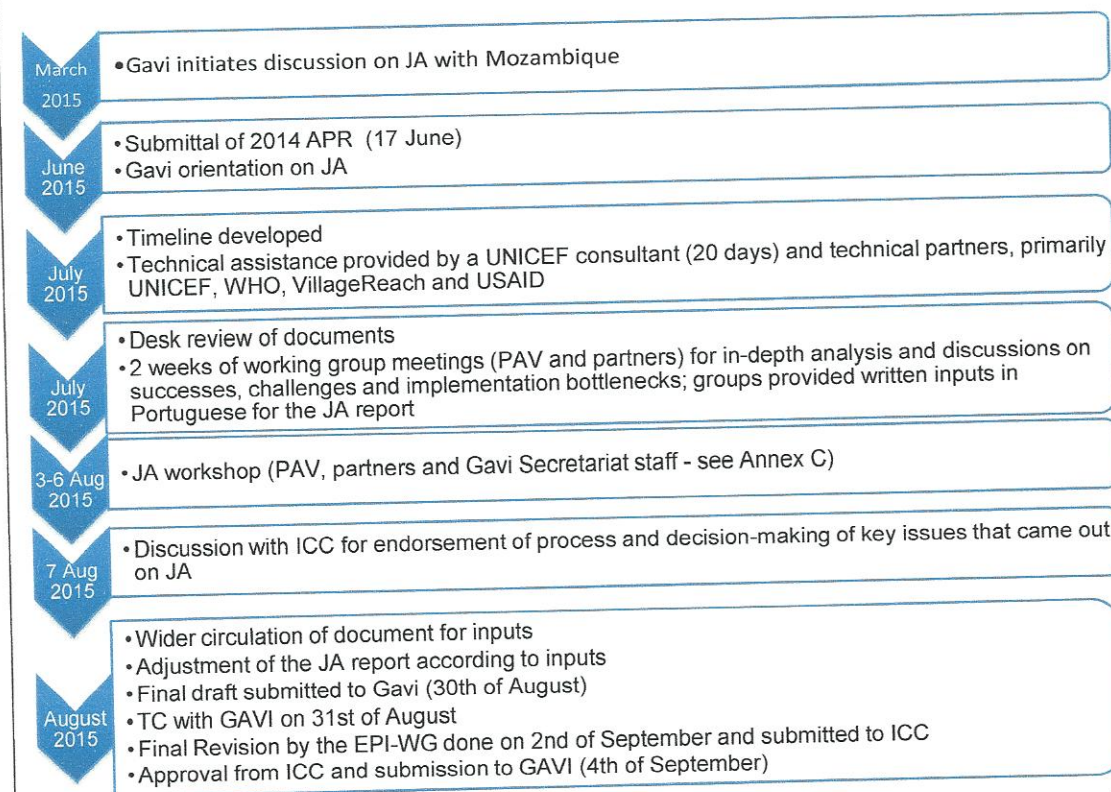 March
2015
•Gavi initiates discussion on JA with Mozambique
June
2015
•Submittal of 2014 APR (17 June)
•Gavi orientation on JA
July
2015
•Timeline developed
•Technical assistance provided by a UNICEF consultant (20 days) and technical partners, primarily
UNICEF, WHO, VillageReach and USAID
July
2015
•Desk review of documents
•2 weeks of working group meetings (PAV and partners) for in-depth analysis and discussions on
successes, challenges and implementation bottlenecks; groups provided written inputs in
Portuguese for the JA report
3-6 Aug
2015
•JA workshop (PAV, partners and Gavi Secretariat staff - see Annex C)
7 Aug
2015
•Discussion with ICC for endorsement of process and decision-making of key issues that came out
on JA
August
2015
•Wider circulation of document for inputs
•Adjustment of the JA report according to inputs
•Final draft submitted to Gavi (30th of August)
•TC with GAVI on 31st of August
•Final Revision by the EPI-WG done on 2nd of September and submitted to ICC
•Approval from ICC and submission to GAVI (4th of September)